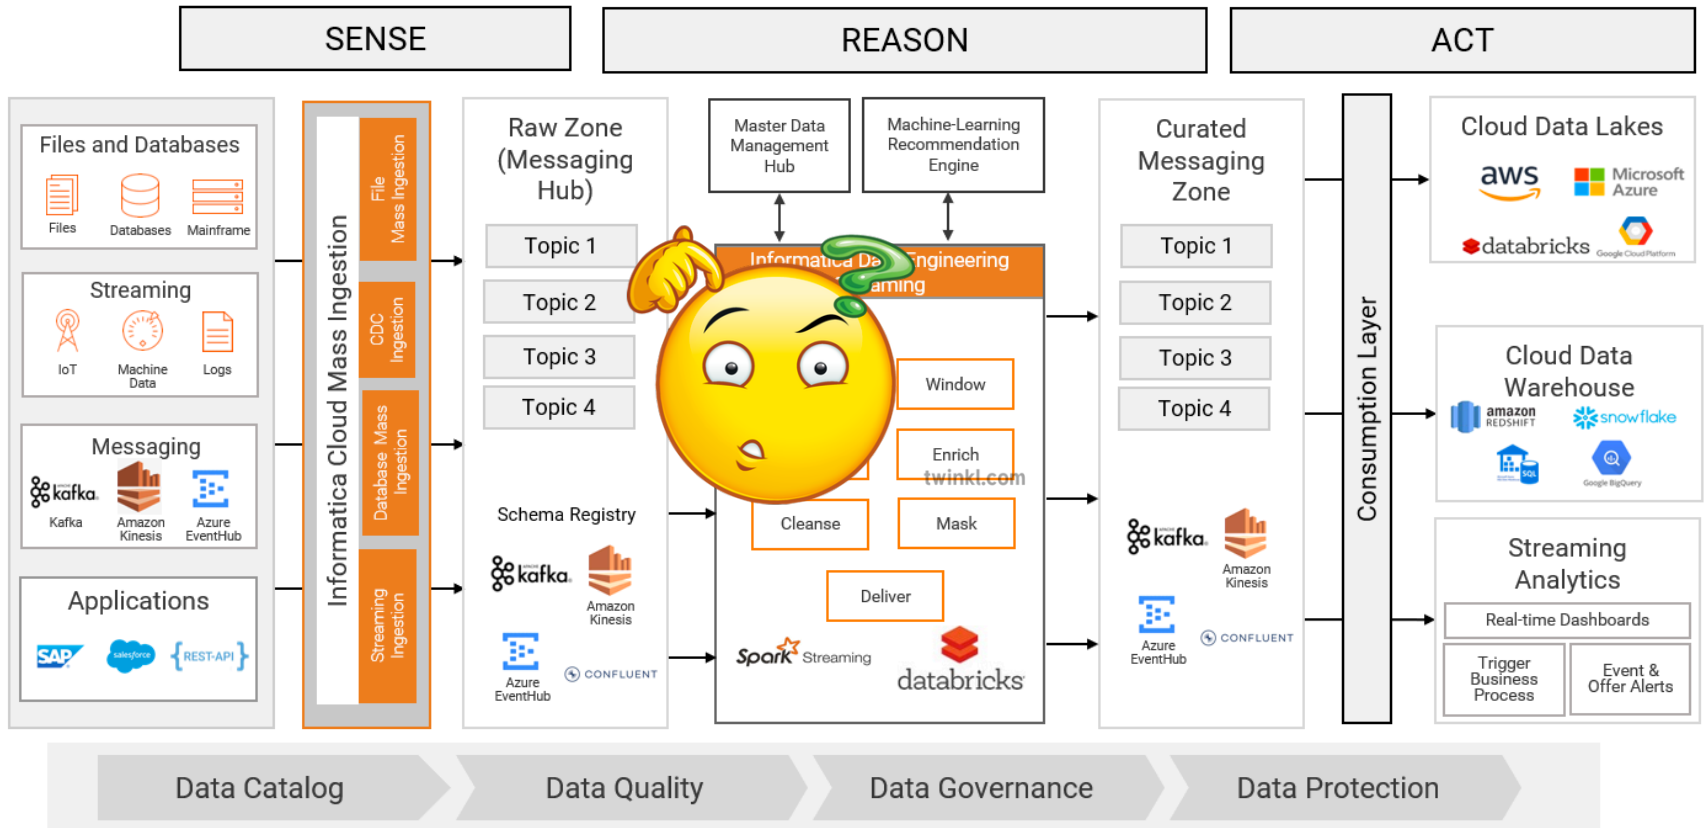 SENSE
REASON
ACT
Files and Databases
Files
Databases
Mainframe
Streaming
IoT
Machine
Data
Logs
Messaging
kafka
Kafka
Amazon
Kinesis
Azure
EventHub
Applications
SAP
salesforce
{REST-API}
Informatica Cloud Mass Ingestion
File
Mass Ingestion
CDC
Ingestion
Database Mass
Ingestion
Streaming
Ingestion
Raw Zone
(Messaging
Hub)
Topic 1
Topic 2
Topic 3
Topic 4
Schema Registry
kafka
Amazon
Kinesis
Azure
EventHub
CONFLUENT
Master Data
Management
Hub
Machine-Learning
Recommendation
Engine
Informatica Engineering
Window
Enrich
twinkl.com
Cleanse
Mask
Deliver
Spark Streaming
databricks
Curated
Messaging
Zone
Topic 1
Topic 2
Topic 3
Topic 4
kafka
Amazon
Kinesis
Azure
EventHub
CONFLUENT
Consumption Layer
Cloud Data Lakes
aws
Microsoft
Azure
databricks
Google Cloud Platform
Cloud Data
Warehouse
amazon
REDSHIFT
snowflake
SQL
Google BigQuery
Streaming
Analytics
Real-time Dashboards
Trigger
Business
Process
Event &
Offer Alerts
Data Catalog
Data Quality
Data Governance
Data Protection